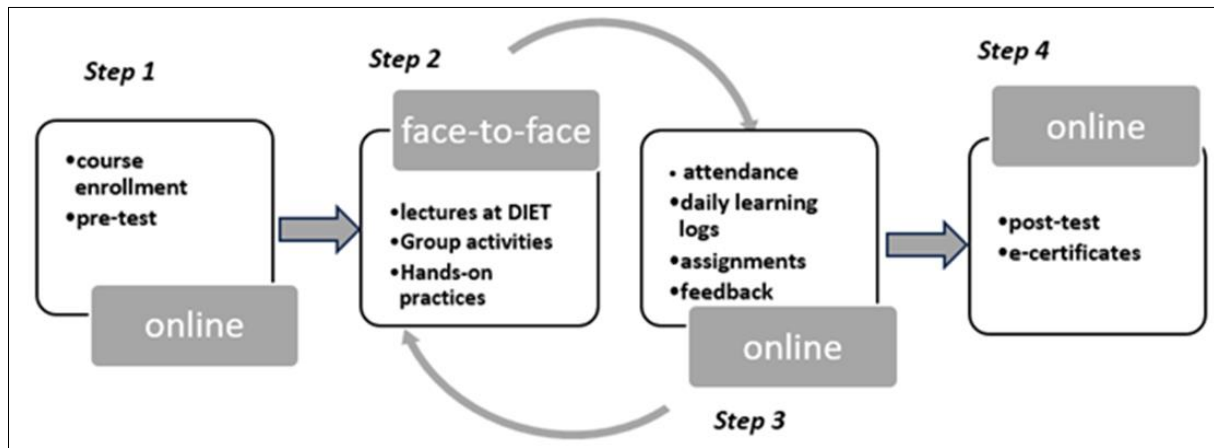 Step 1
•course
enrollment
•pre-test
online
Step 2
face-to-face
•lectures at DIET
•Group activities
•Hands-on
practices
• attendance
•daily learning
logs
•assignments
•feedback
online
Step 3
Step 4
online
•post-test
•e-certificates